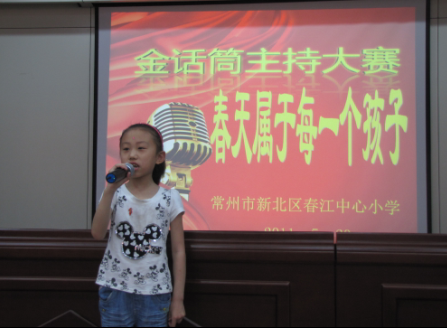 金话筒主持大赛
春天属于每一个孩子
常州市新北区春江中心小学